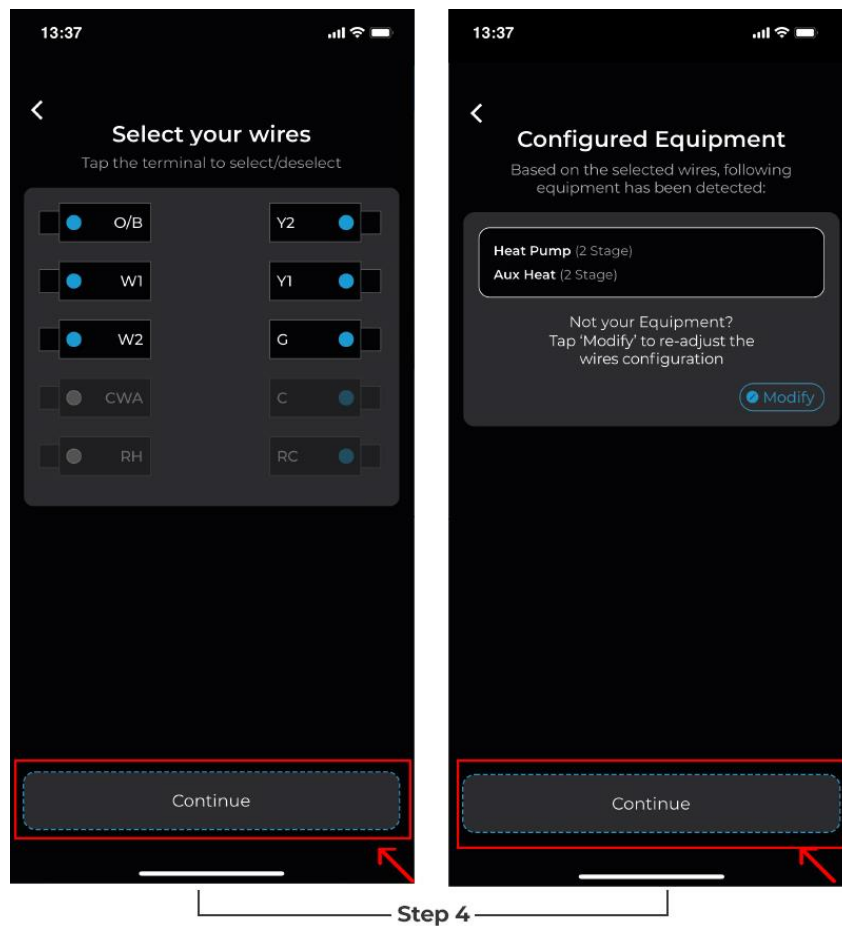 13:37
Select your wires
Tap the terminal to select/deselect
O/B
Y2
W1
Y1
W2
G
CWA
C
RH
RC
Continue
13:37
Configured Equipment
Based on the selected wires, following
equipment has been detected:
Heat Pump (2 Stage)
Aux Heat (2 Stage)
Not your Equipment?
Tap ‘Modify’ to re-adjust the
wires configuration
Modify
Continue
Step 4